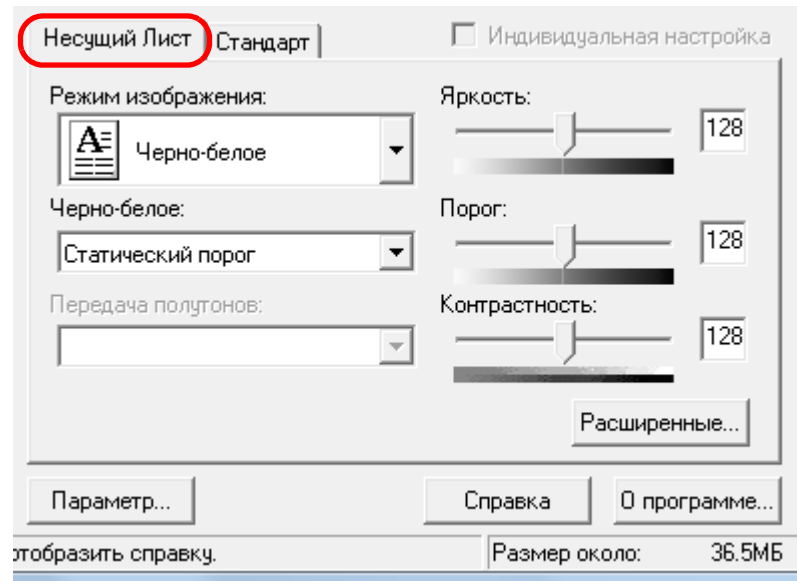 Несущий Лист Стандарт Индивидуальная настройка
Режим изображения: Яркость:
Черно-белое 128
Черно-белое: Порог:
Статический порог 128
Передача полутонов: Контрастность:
128
Расширенные...
Параметр... Справка О программе...
отобразить справку. Размер около: 36.5МБ